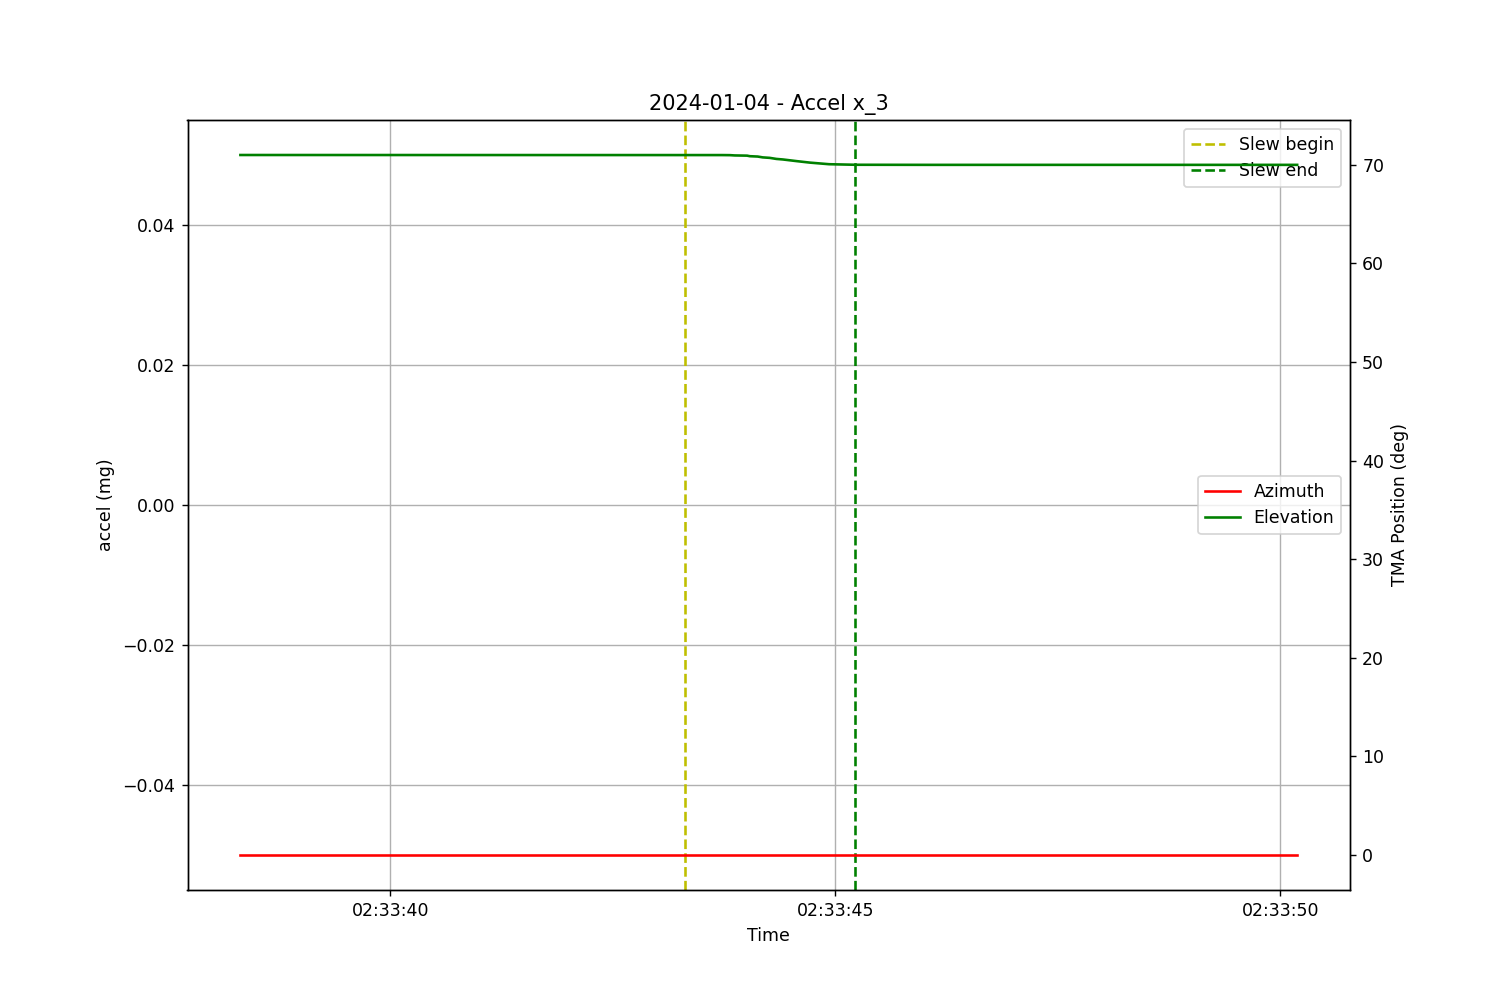 2024-01-04 - Accel x_3
Slew begin
Slew end
0.04
0.02
0.00
−0.02
−0.04
accel (mg)
70
60
50
40
30
20
10
0
TMA Position (deg)
Azimuth
Elevation
02:33:40
02:33:45
02:33:50
Time